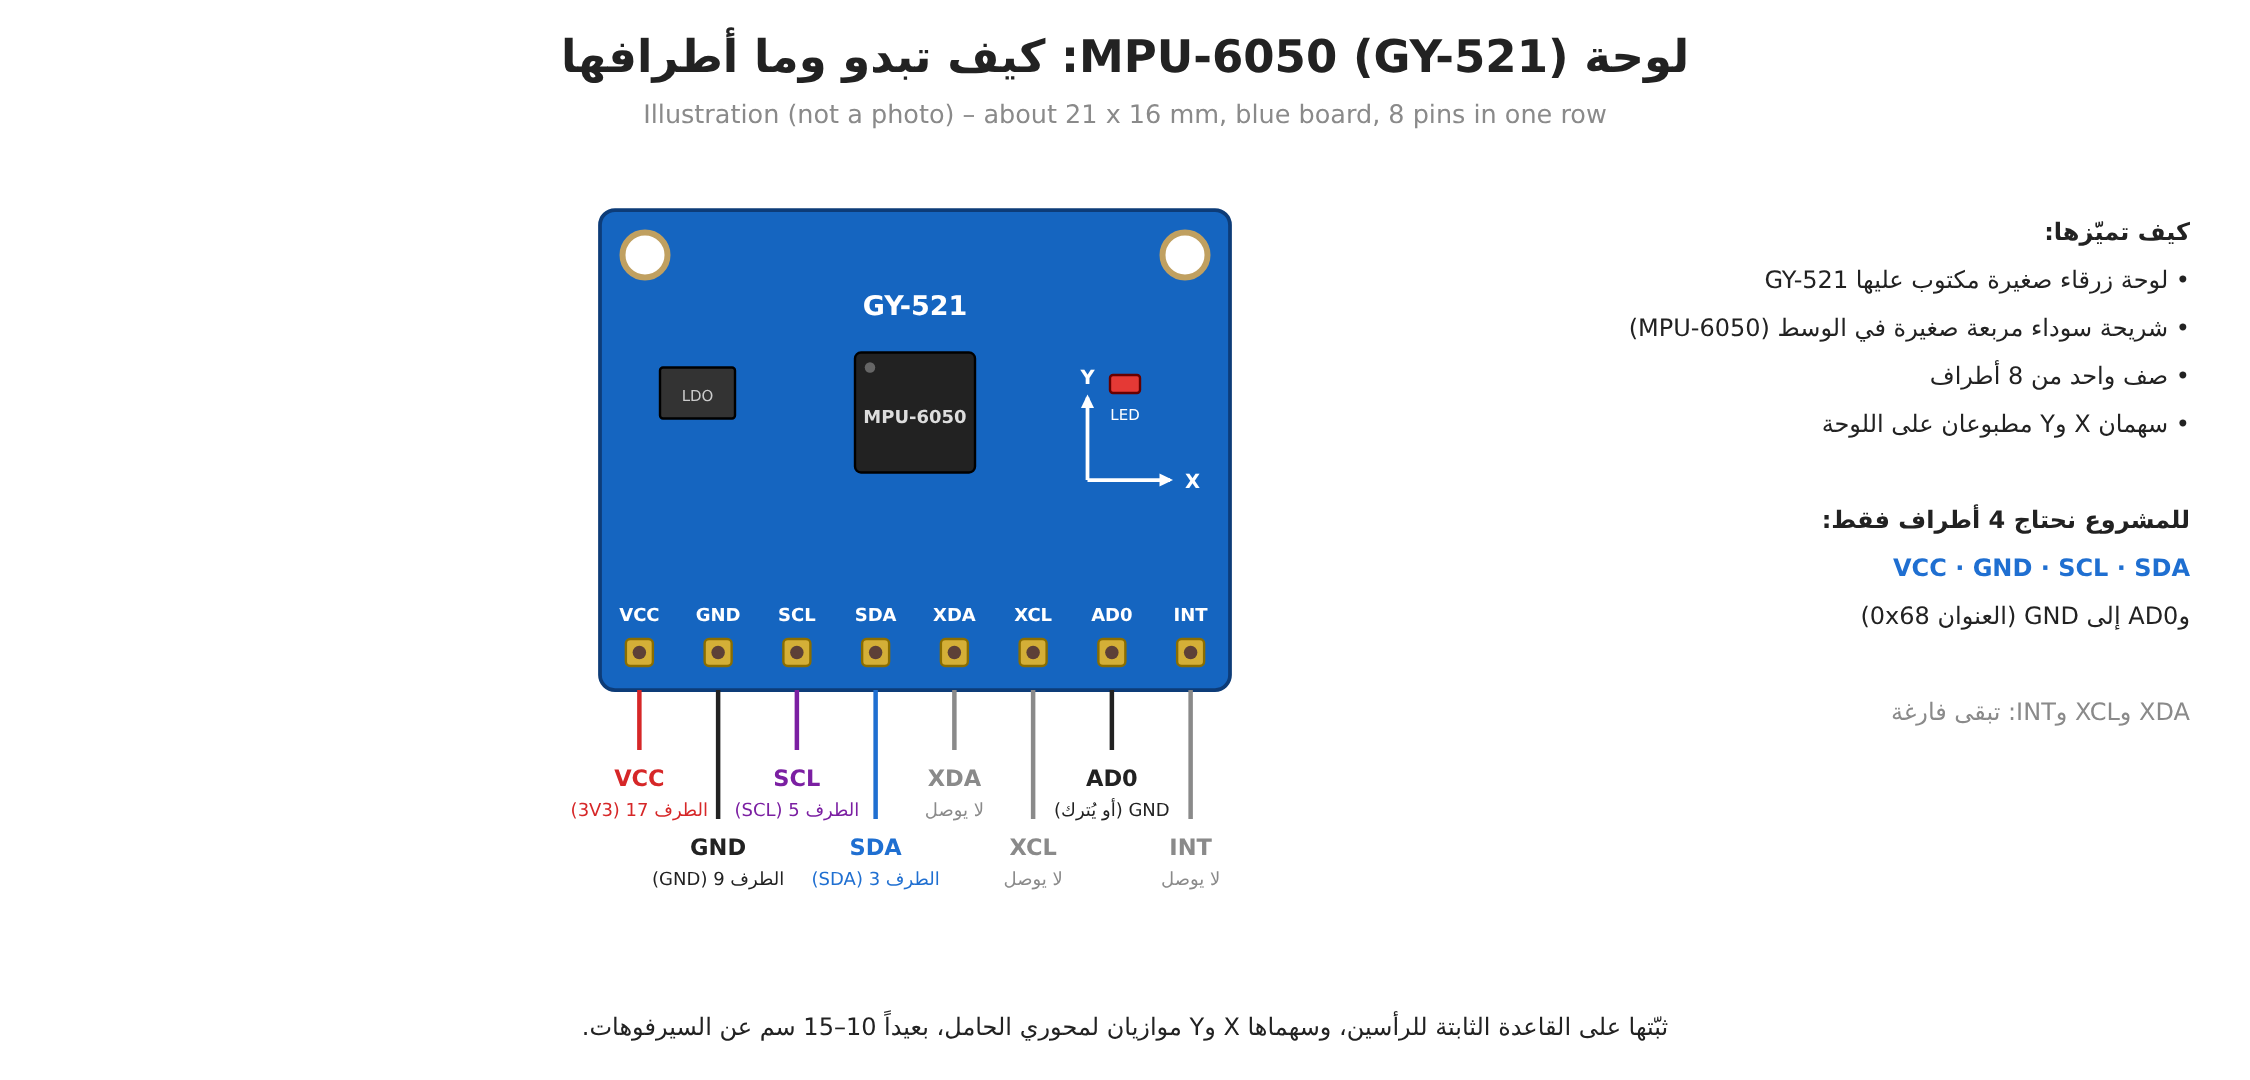 لوحة MPU-6050 (GY-521): كيف تبدو وما أطرافها
Illustration (not a photo) – about 21 x 16 mm, blue board, 8 pins in one row
كيف تميّزها:
• لوحة زرقاء صغيرة مكتوب عليها GY-521
• شريحة سوداء مربعة صغيرة في الوسط (MPU-6050)
• صف واحد من 8 أطراف
• سهمان X وY مطبوعان على اللوحة
للمشروع نحتاج 4 أطراف فقط:
VCC · GND · SCL · SDA
وAD0 إلى GND (العنوان 0x68)
XDA وXCL وINT: تبقى فارغة
GY-521
LDO
MPU-6050
Y
LED
X
VCC GND SCL SDA XDA XCL AD0 INT
VCC
الطرف 17 (3V3)
GND
الطرف 9 (GND)
SCL
الطرف 5 (SCL)
SDA
الطرف 3 (SDA)
XDA
لا يوصل
XCL
لا يوصل
AD0
GND (أو يُترك)
INT
لا يوصل
ثبّتها على القاعدة الثابتة للرأسين، وسهماها X وY موازيان لمحوري الحامل، بعيداً 10–15 سم عن السيرفوهات.